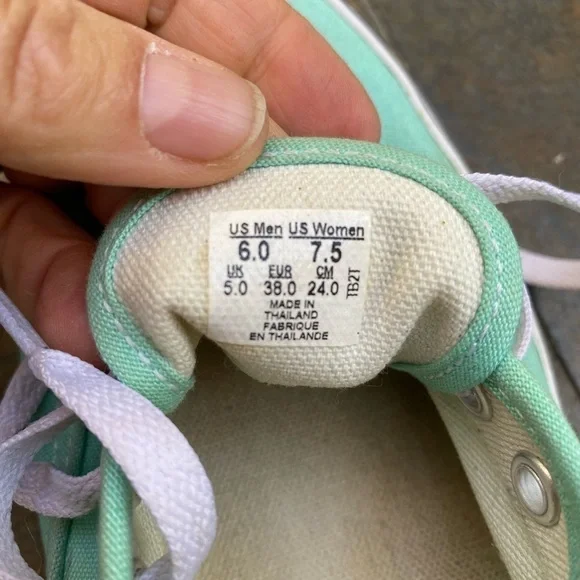 US Men US Women
6.0 7.5
UK EUR CM
5.0 38.0 24.0
TB2T
MADE IN
THAILAND
FABRIQUE
EN THAILANDE